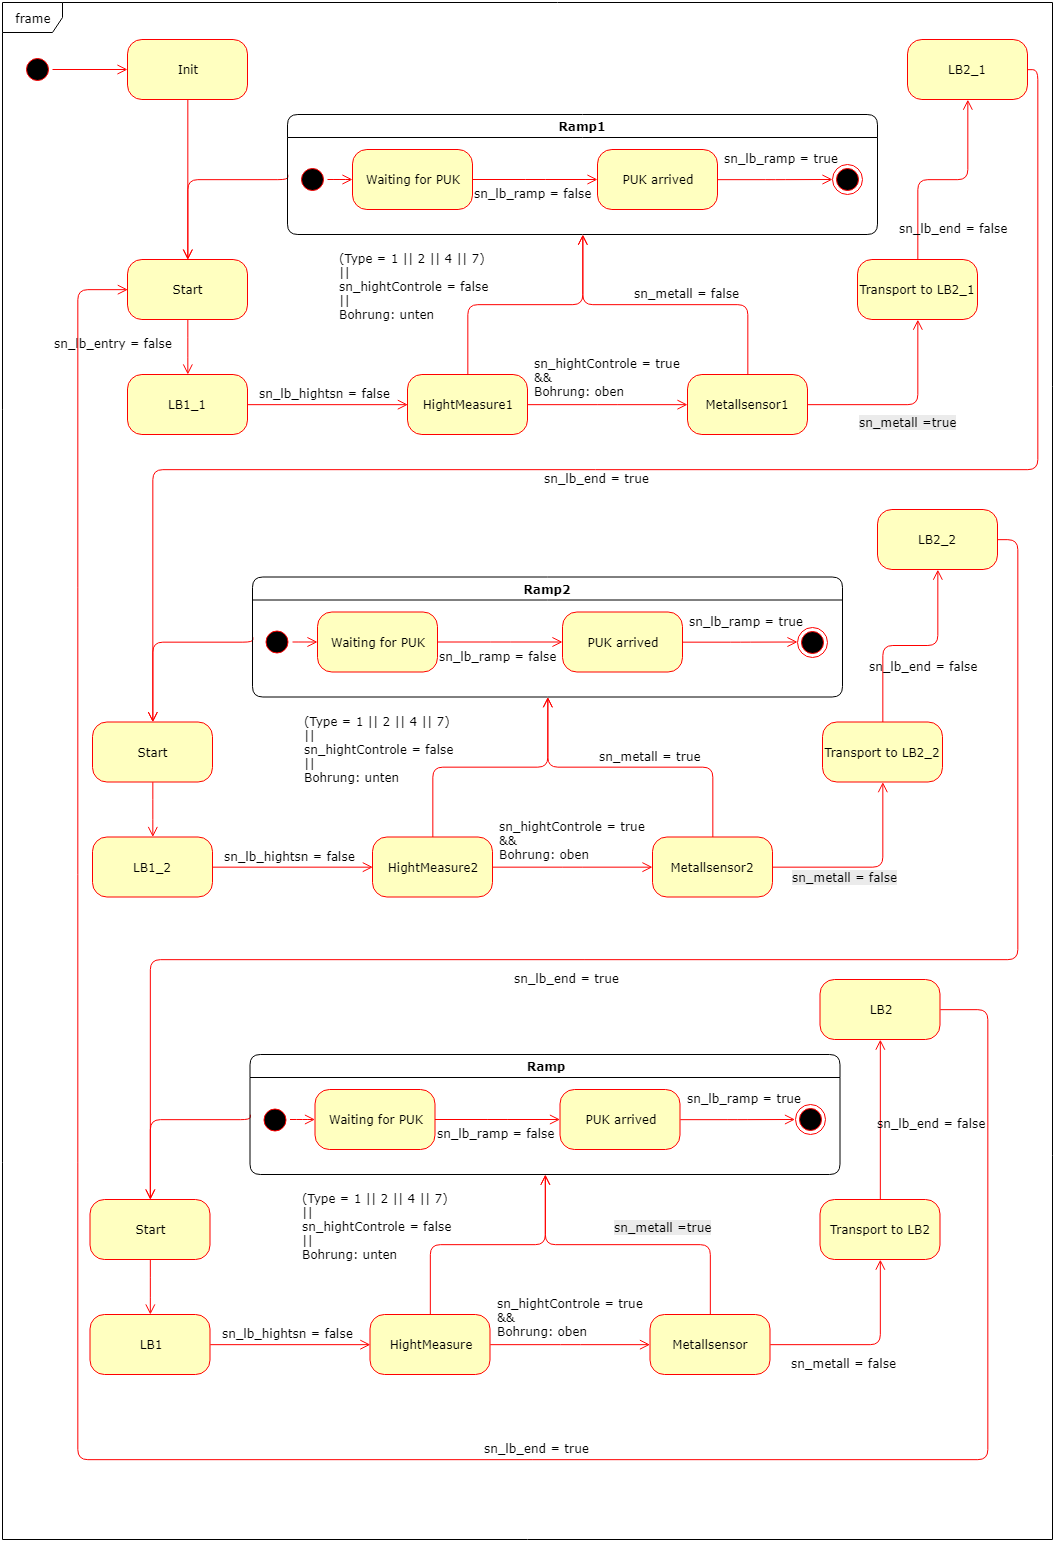 frame
Init
LB2_1
Ramp1
Waiting for PUK
sn_lb_ramp = false
PUK arrived
sn_lb_ramp = true
sn_lb_end = false
(Type = 1 || 2 || 4 || 7)
||
sn_hightControle = false
||
Bohrung: unten
sn_metall = false
Start
Transport to LB2_1
sn_lb_entry = false
sn_hightControle = true
&&
Bohrung: oben
LB1_1
sn_lb_hightsn = false
HightMeasure1
Metallsensor1
sn_metall =true
sn_lb_end = true
LB2_2
Ramp2
Waiting for PUK
sn_lb_ramp = false
PUK arrived
sn_lb_ramp = true
sn_lb_end = false
(Type = 1 || 2 || 4 || 7)
||
sn_hightControle = false
||
Bohrung: unten
sn_metall = true
Start
Transport to LB2_2
sn_hightControle = true
&&
Bohrung: oben
LB1_2
sn_lb_hightsn = false
HightMeasure2
Metallsensor2
sn_metall = false
sn_lb_end = true
LB2
Ramp
Waiting for PUK
sn_lb_ramp = false
PUK arrived
sn_lb_ramp = true
sn_lb_end = false
(Type = 1 || 2 || 4 || 7)
||
sn_hightControle = false
||
Bohrung: unten
sn_metall =true
Start
Transport to LB2
sn_hightControle = true
&&
Bohrung: oben
LB1
sn_lb_hightsn = false
HightMeasure
Metallsensor
sn_metall = false
sn_lb_end = true